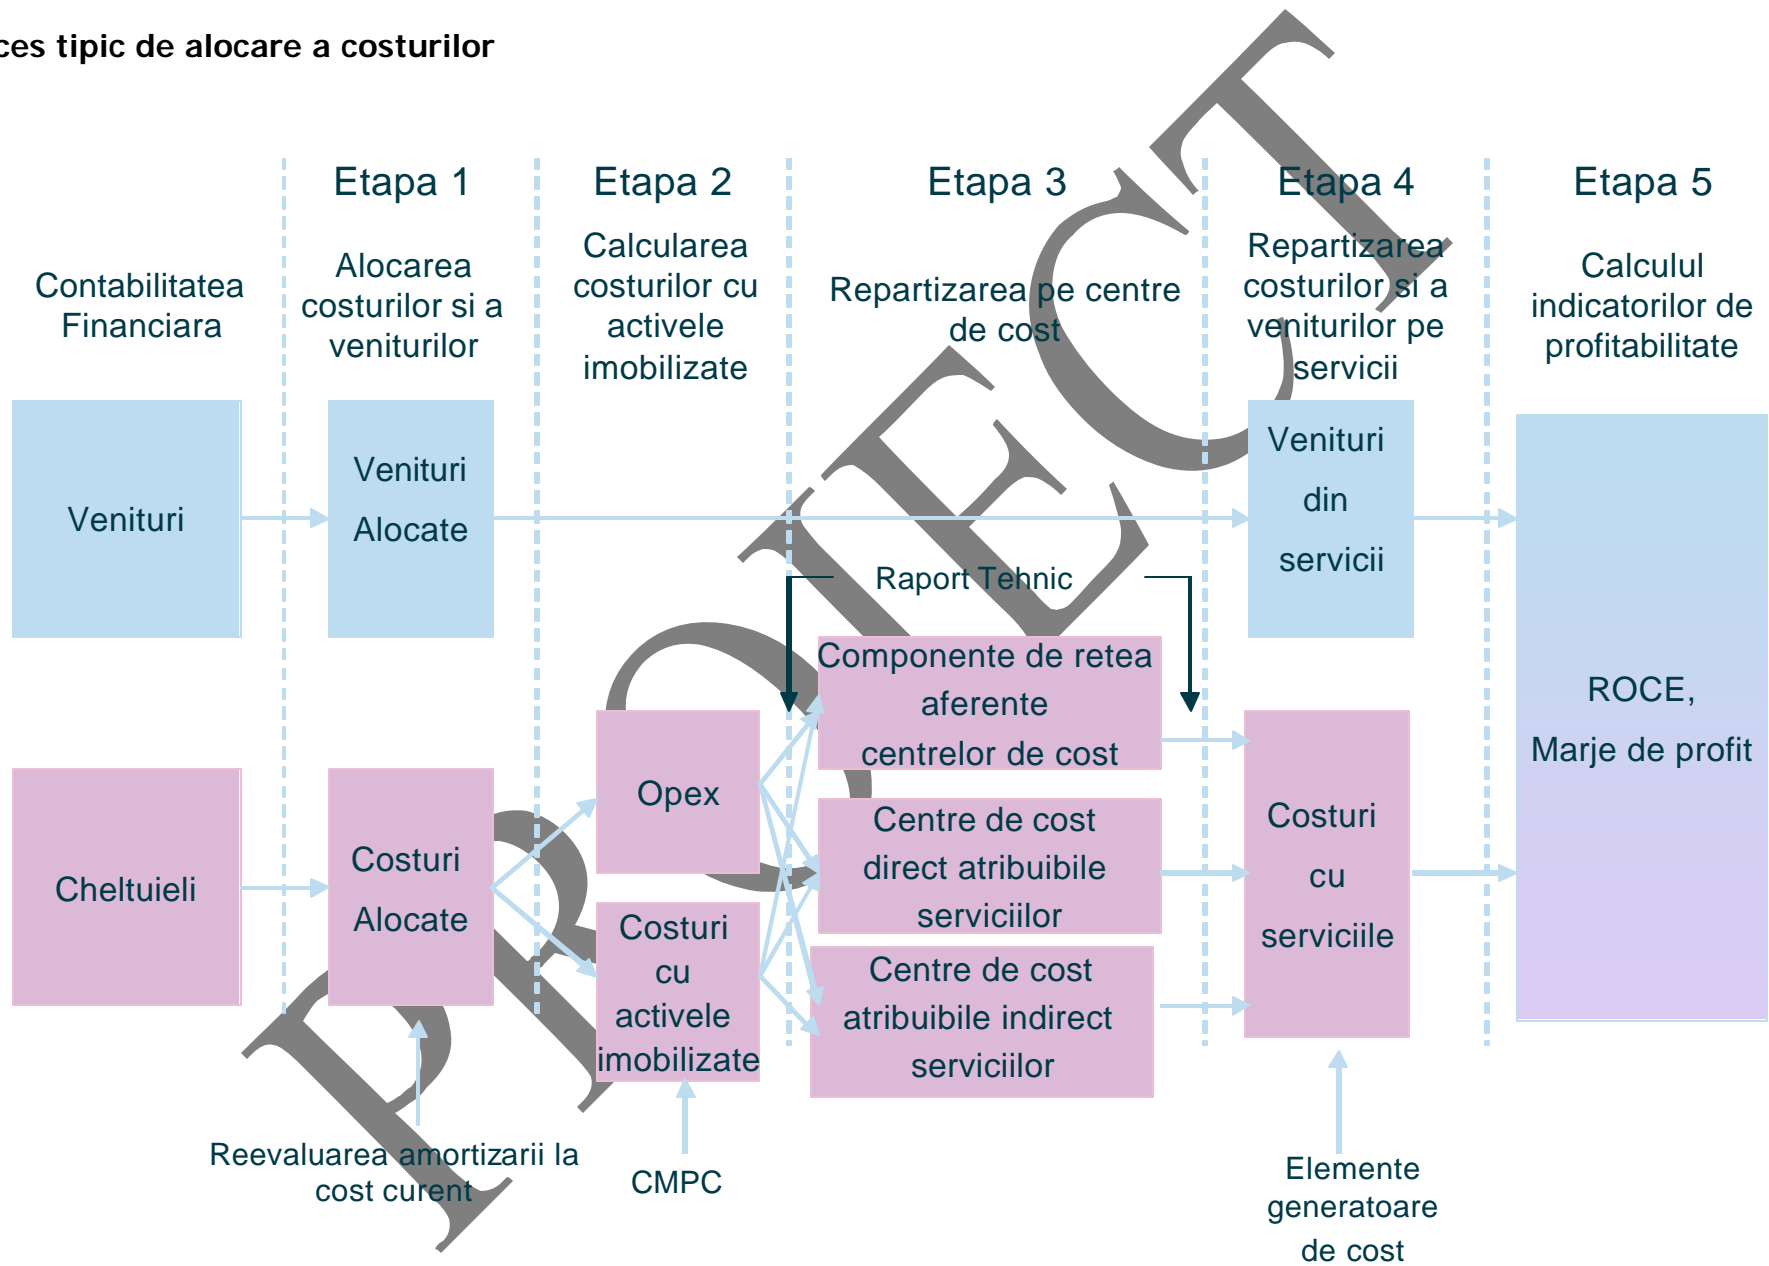 ces tipic de alocare a costurilor
Etapa 1
Etapa 2
Etapa 3
Etapa 4
Etapa 5
Contabilitatea
Financiara
Alocarea
costurilor si a
veniturilor
Calcularea
costurilor cu
activele
imobilizate
Repartizarea pe centre
de cost
Repartizarea
costurilor si a
veniturilor pe
servicii
Calculul
indicatorilor de
profitabilitate
Venituri
Venituri
Alocate
Venituri
din
servicii
Raport Tehnic
Cheltuieli
Costuri
Alocate
Opex
Costuri
cu
activele
imobilizate
Componente de retea
aferente
centrelor de cost
Centre de cost
direct atribuibile
serviciilor
Centre de cost
atribuibile indirect
serviciilor
Costuri
cu
serviciile
ROCE,
Marje de profit
Reevaluarea amortizarii la
cost curent
CMPC
Elemente
generatoare
de cost
PROIECT